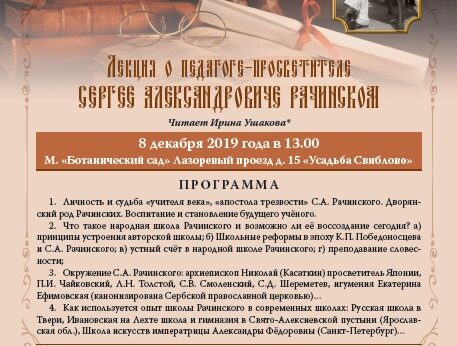 Лекция о педагоге-просветителе
Сергее Александровиче Рачинском
Читает Ирина Ушакова*
8 декабря 2019 года в 13.00
М. «Ботанический сад» Лазоревый проезд д. 15 «Усадьба Свиблово»
ПРОГРАММА
1. Личность и судьба «учителя века», «апостола трезвости» С.А. Рачинского. Дворян-
ский род Рачинских. Воспитание и становление будущего учёного.
2. Что такое народная школа Рачинского и возможно ли её воссоздание сегодня? а)
принципы устроения авторской школы; б) Школьные реформы в эпоху К.П. Победоносцева
и С.А. Рачинского; в) устный счёт в народной школе Рачинского; г) преподавание словес-
ности;
3. Окружение С.А. Рачинского: архиепископ Николай (Касаткин) просветитель Японии,
П.И. Чайковский, Л.Н. Толстой, С.В. Смоленский, С.Д. Шереметев, игумения Екатерина
Ефимовская (канонизирована Сербской православной церковью)…
4. Как используется опыт школы Рачинского в современных школах: Русская школа в
Твери, Ивановская на Лехте школа и гимназия в Свято-Алексиевской пустыни (Ярослав-
ская обл.), Школа искусств императрицы Александры Фёдоровны (Санкт-Петербург)…